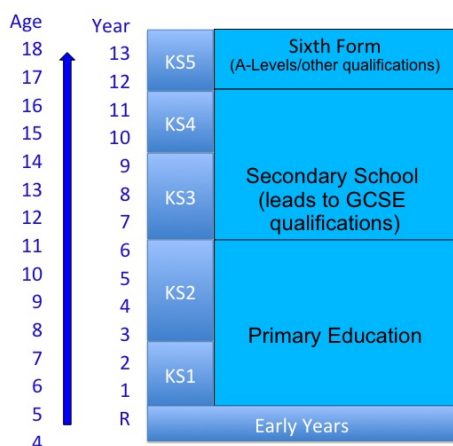 Age
18
17
16
15
14
13
12
11
10
9
8
7
6
5
4
Year
13
12
11
10
9
8
7
6
5
4
3
2
1
R
KS5
KS4
KS3
KS2
KS1
Sixth Form
(A-Levels/other qualifications)
Secondary School
(leads to GCSE
qualifications)
Primary Education
Early Years